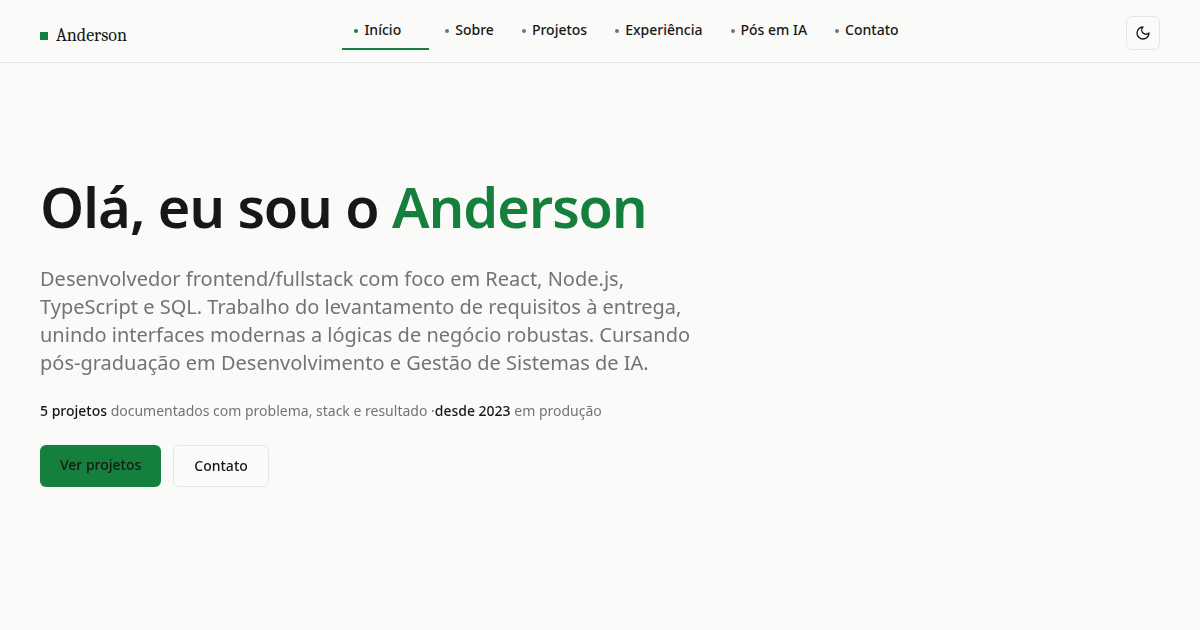 Anderson
Início
Sobre
Projetos
Experiência
Pós em IA
Contato
Olá, eu sou o Anderson
Desenvolvedor frontend/fullstack com foco em React, Node.js,
TypeScript e SQL. Trabalho do levantamento de requisitos à entrega,
unindo interfaces modernas a lógicas de negócio robustas. Cursando
pós-graduação em Desenvolvimento e Gestão de Sistemas de IA.
5 projetos documentados com problema, stack e resultado ·desde 2023 em produção
Ver projetos
Contato